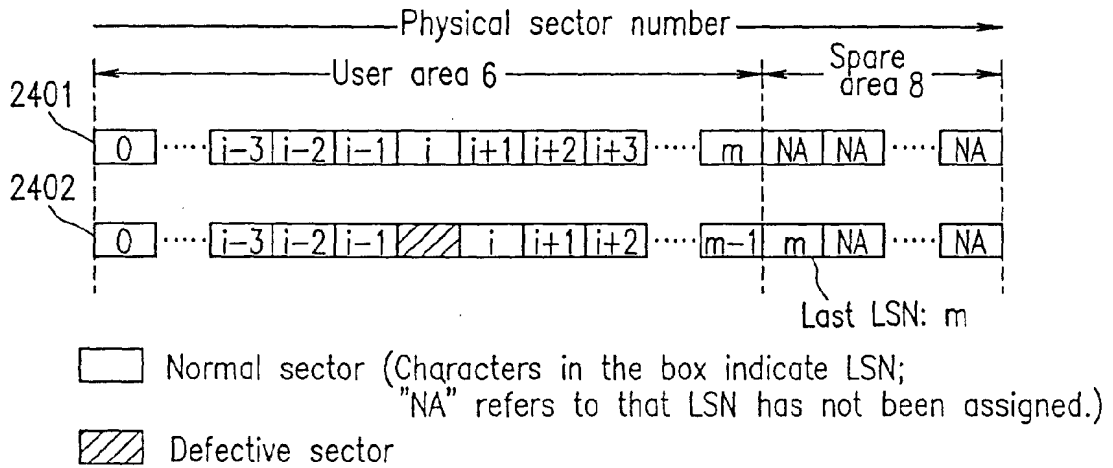 Physical sector number
User area 6
Spare area 8
2401
0 ..... i-3 i-2 i-1 i i+1 i+2 i+3 ..... m NA NA ..... NA
2402
0 ..... i-3 i-2 i-1 i i+1 i+2 ..... m-1 m NA ..... NA
Last LSN: m
Normal sector (Characters in the box indicate LSN;
"NA" refers to that LSN has not been assigned.)
Defective sector